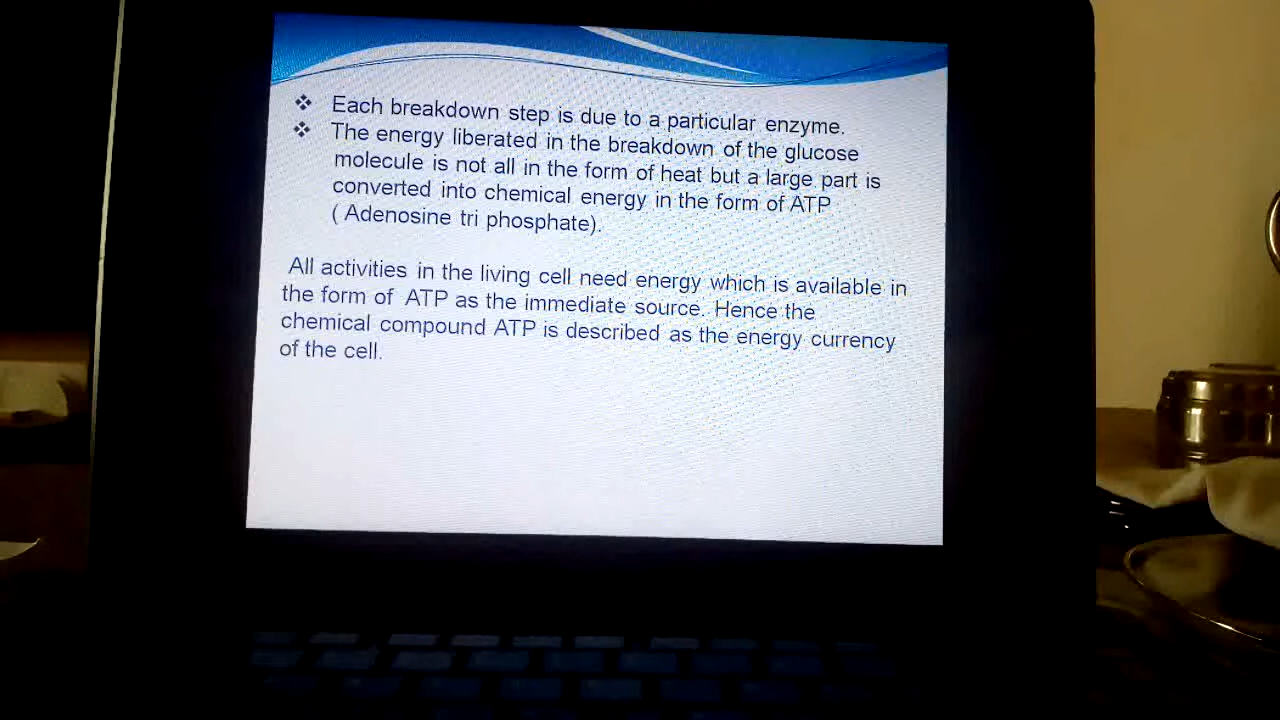 ❖ Each breakdown step is due to a particular enzyme.
❖ The energy liberated in the breakdown of the glucose
molecule is not all in the form of heat but a large part is
converted into chemical energy in the form of ATP
( Adenosine tri phosphate).
All activities in the living cell need energy which is available in
the form of ATP as the immediate source. Hence the
chemical compound ATP is described as the energy currency
of the cell.